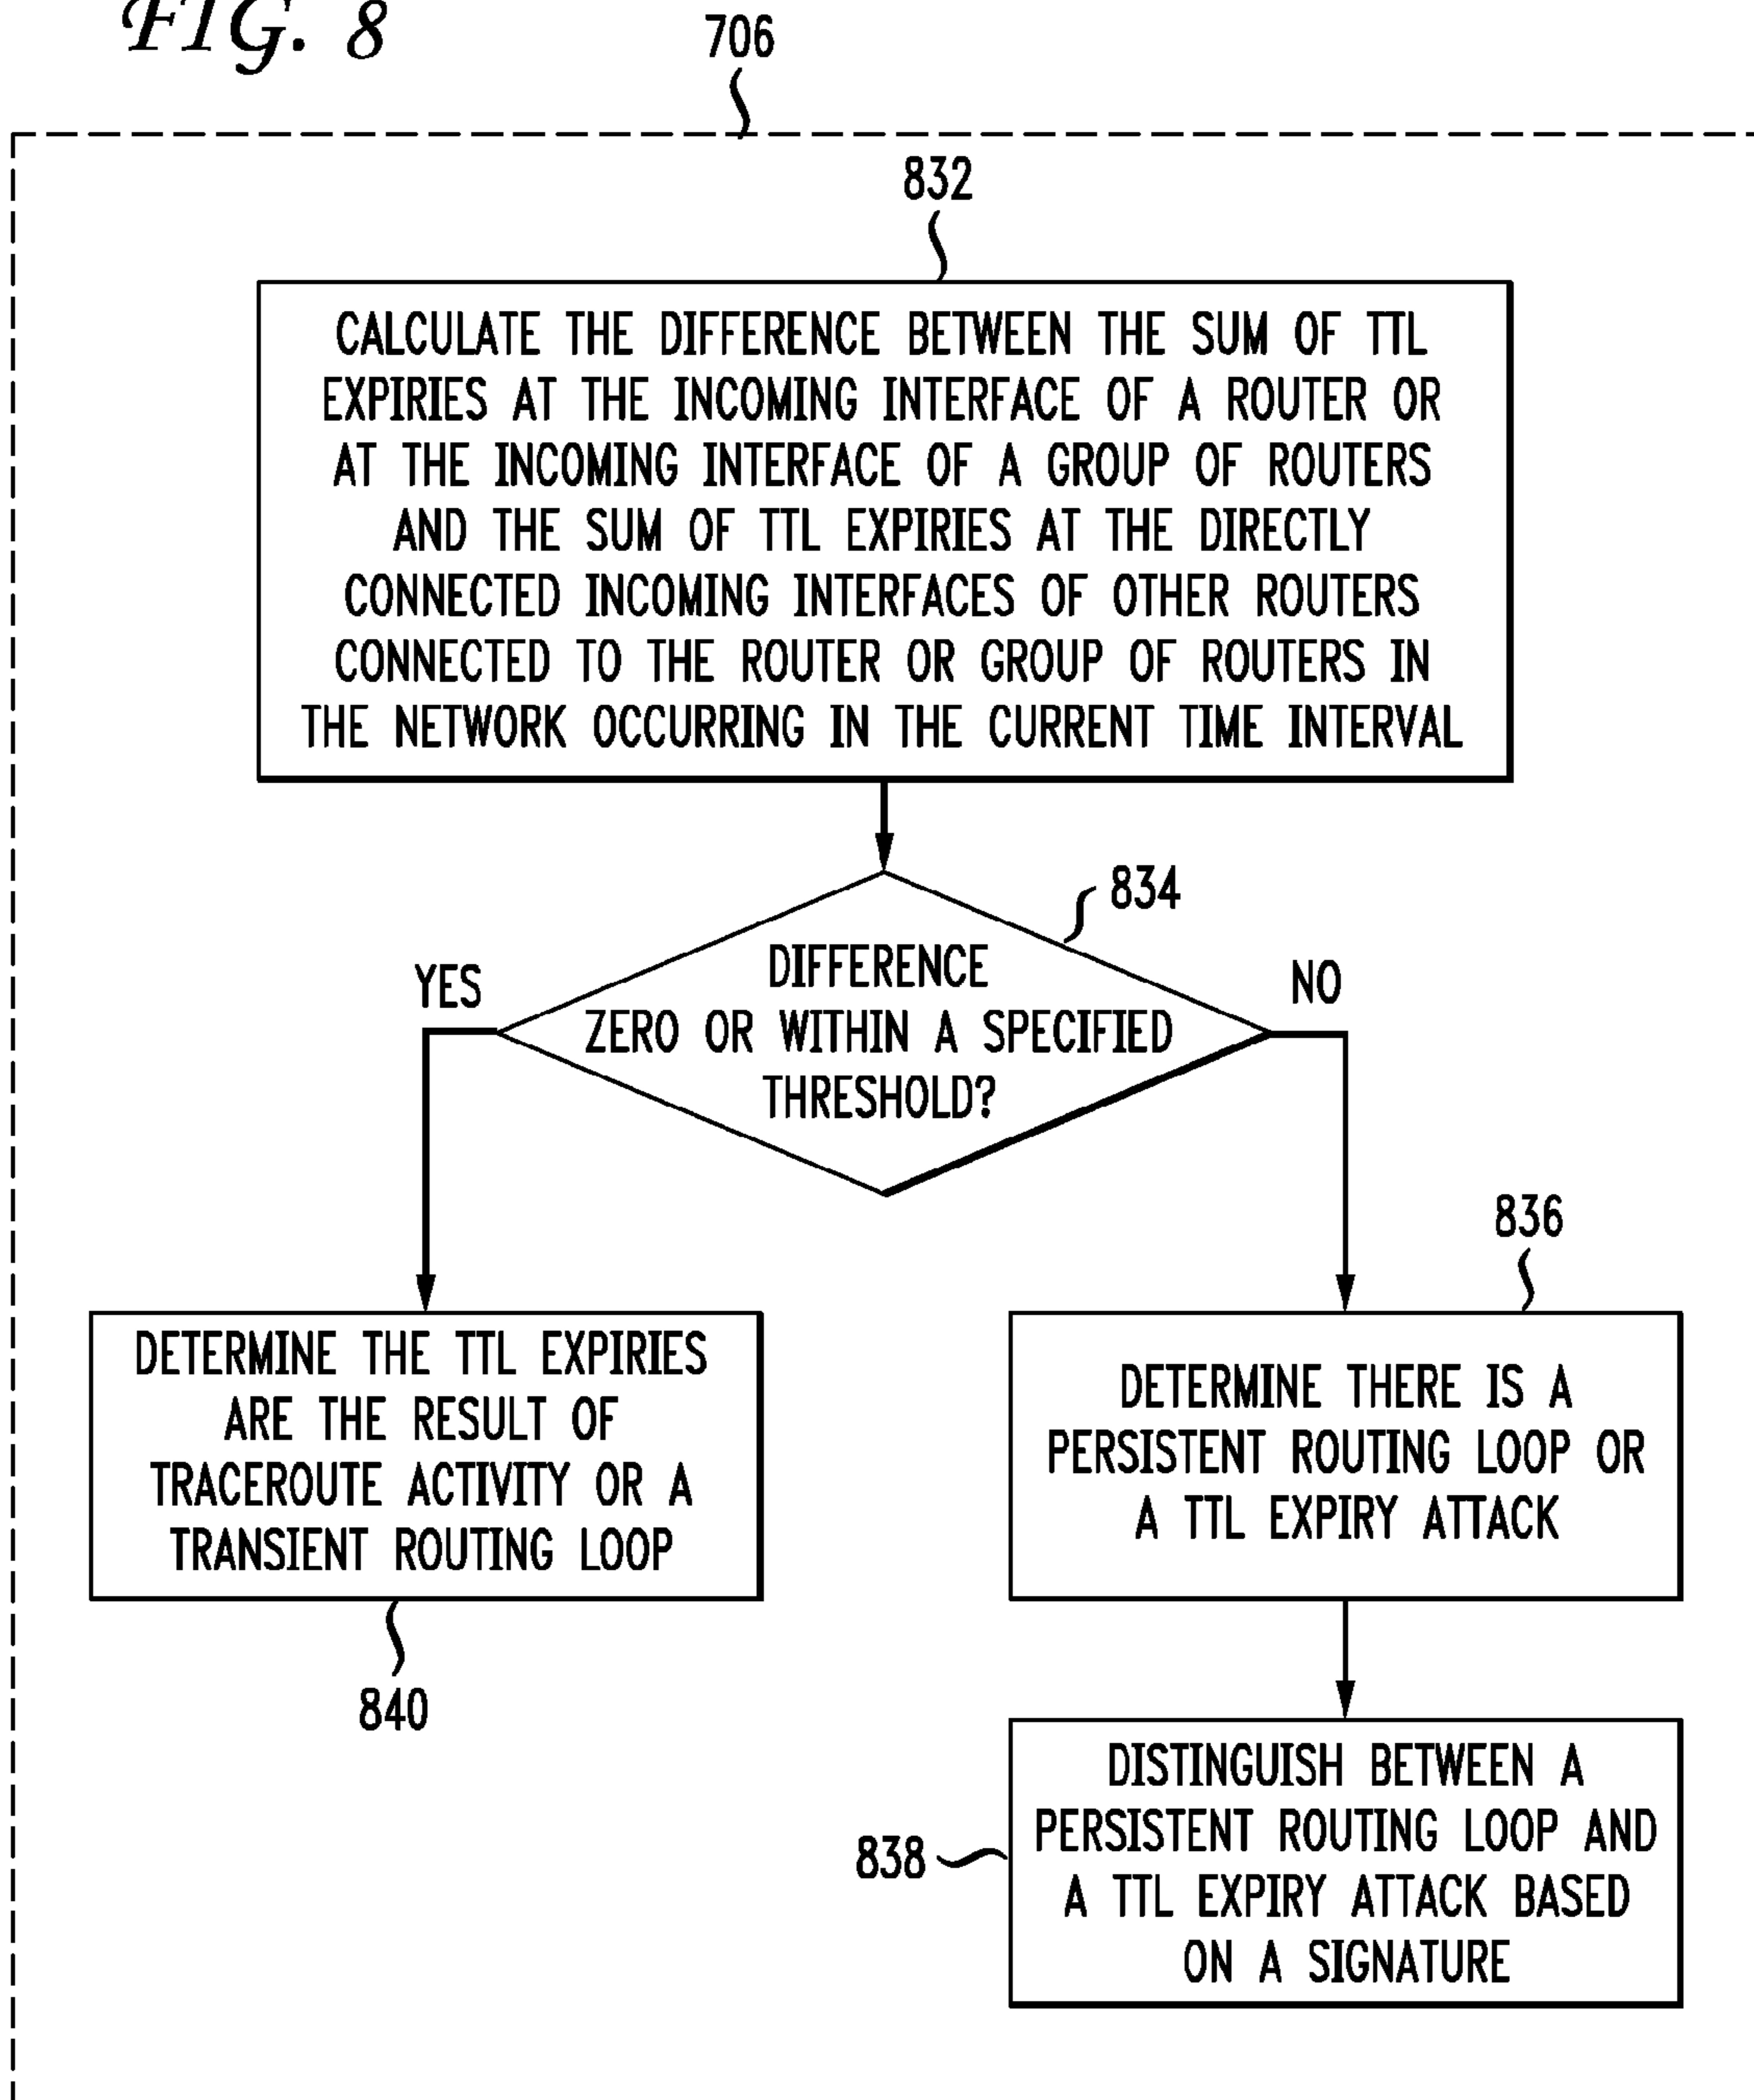 FIG. 8
706
832
CALCULATE THE DIFFERENCE BETWEEN THE SUM OF TTL
EXPIRIES AT THE INCOMING INTERFACE OF A ROUTER OR
AT THE INCOMING INTERFACE OF A GROUP OF ROUTERS
AND THE SUM OF TTL EXPIRIES AT THE DIRECTLY
CONNECTED INCOMING INTERFACES OF OTHER ROUTERS
CONNECTED TO THE ROUTER OR GROUP OF ROUTERS IN
THE NETWORK OCCURRING IN THE CURRENT TIME INTERVAL
834
DIFFERENCE
ZERO OR WITHIN A SPECIFIED
THRESHOLD?
YES
NO
DETERMINE THE TTL EXPIRIES
ARE THE RESULT OF
TRACEROUTE ACTIVITY OR A
TRANSIENT ROUTING LOOP
840
836
DETERMINE THERE IS A
PERSISTENT ROUTING LOOP OR
A TTL EXPIRY ATTACK
838
DISTINGUISH BETWEEN A
PERSISTENT ROUTING LOOP AND
A TTL EXPIRY ATTACK BASED
ON A SIGNATURE